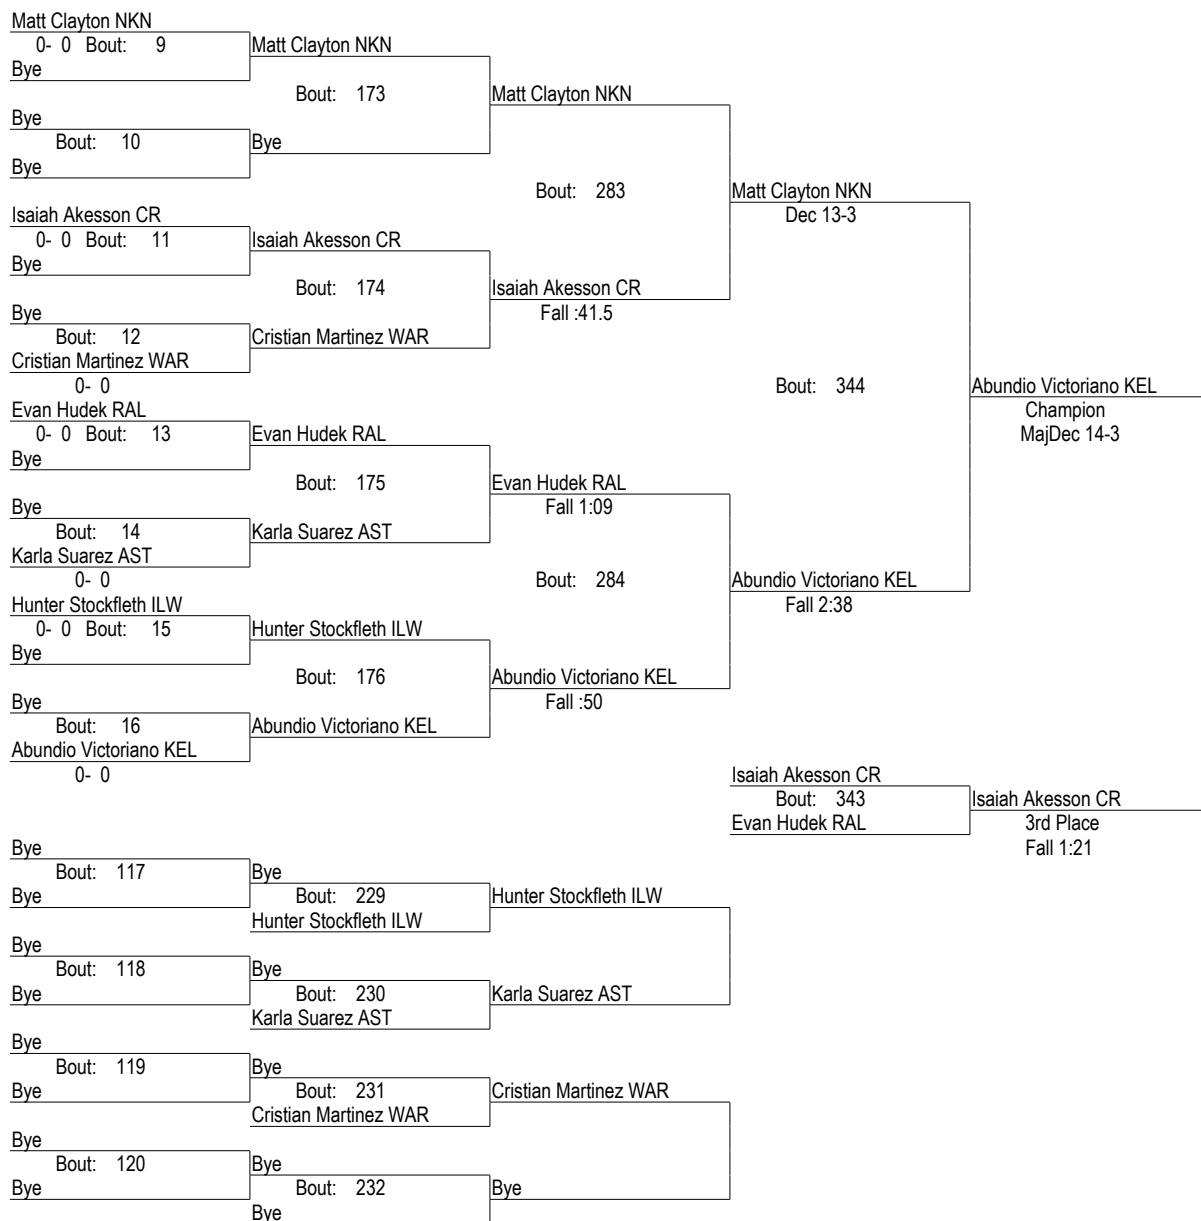 Matt Clayton NKN
0- 0 Bout: 9 Matt Clayton NKN
Bye
Bout: 173 Matt Clayton NKN
Bye
Bout: 10 Bye
Bye
Bout: 283 Matt Clayton NKN
Isaiah Akesson CR Dec 13-3
0- 0 Bout: 11 Isaiah Akesson CR
Bye
Bout: 174 Isaiah Akesson CR
Bye Fall :41.5
Bout: 12 Cristian Martinez WAR
Cristian Martinez WAR
0- 0 Bout: 344 Abundio Victoriano KEL
Evan Hudek RAL Champion
0- 0 Bout: 13 Evan Hudek RAL MajDec 14-3
Bye
Bout: 175 Evan Hudek RAL
Bye Fall 1:09
Bout: 14 Karla Suarez AST
Karla Suarez AST
0- 0 Bout: 284 Abundio Victoriano KEL
Hunter Stockfleth ILW Fall 2:38
0- 0 Bout: 15 Hunter Stockfleth ILW
Bye
Bout: 176 Abundio Victoriano KEL
Bye Fall :50
Bout: 16 Abundio Victoriano KEL
Abundio Victoriano KEL
0- 0 Isaiah Akesson CR
Bout: 343 Isaiah Akesson CR
Evan Hudek RAL 3rd Place
Bye Fall 1:21
Bout: 117 Bye
Bye Bout: 229 Hunter Stockfleth ILW
Hunter Stockfleth ILW
Bye
Bout: 118 Bye
Bye Bout: 230 Karla Suarez AST
Karla Suarez AST
Bye
Bout: 119 Bye
Bye Bout: 231 Cristian Martinez WAR
Cristian Martinez WAR
Bye
Bout: 120 Bye
Bye Bout: 232 Bye
Bye